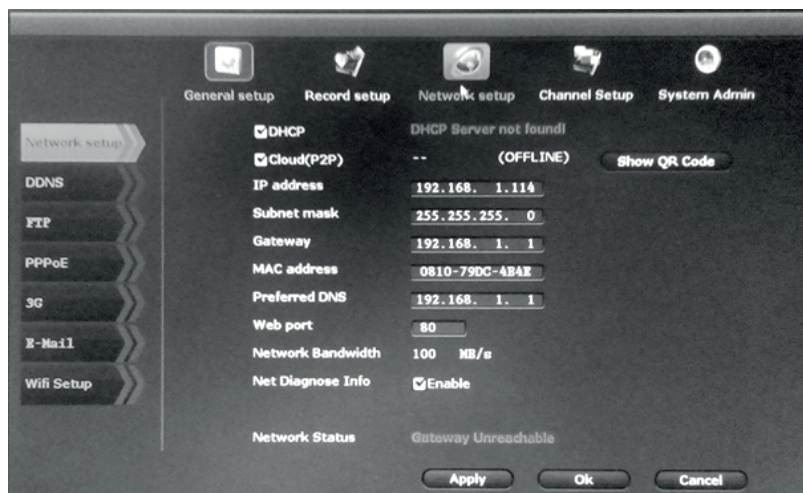 General setup Record setup Network setup Channel Setup System Admin
Network setup
DDNS
FTP
PPPoE
3G
E-Mail
Wifi Setup
DHCP DHCP Server not found!
Cloud(P2P) -- (OFFLINE) Show QR Code
IP address 192.168. 1.114
Subnet mask 255.255.255. 0
Gateway 192.168. 1. 1
MAC address 0810-79DC-4B4E
Preferred DNS 192.168. 1. 1
Web port 80
Network Bandwidth 100 MB/s
Net Diagnose Info Enable
Network Status Gateway Unreachable
Apply Ok Cancel